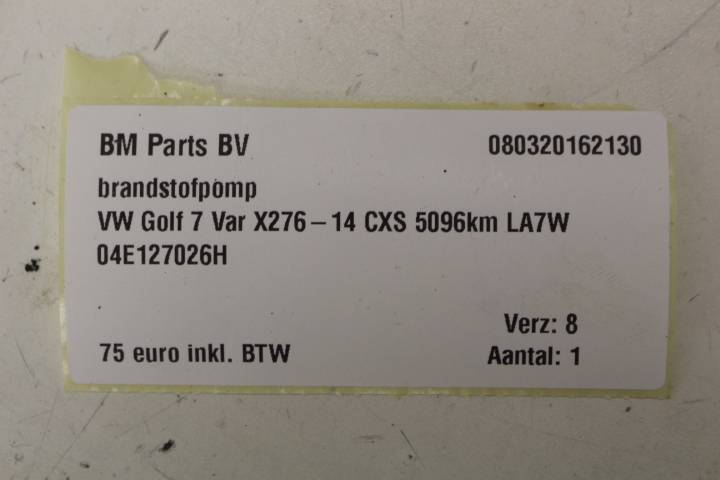 BM Parts BV 080320162130
brandstofpomp
VW Golf 7 Var X276-14 CXS 5096km LA7W
04E127026H
Verz: 8
75 euro inkl. BTW Aantal: 1